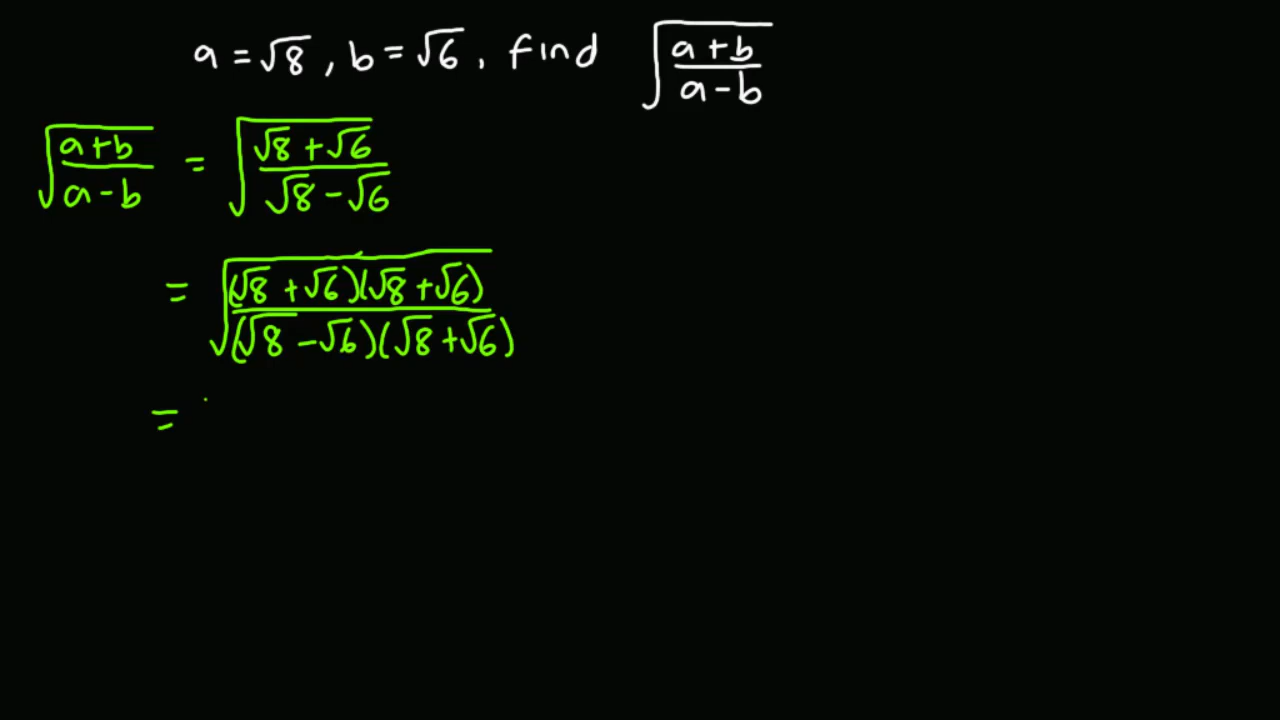 a = √8, b = √6, find √((a+b)/(a-b))
√((a+b)/(a-b)) = √((√8+√6)/(√8-√6))
= √(((√8+√6)(√8+√6))/((√8-√6)(√8+√6)))
=